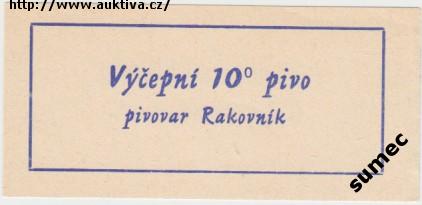 http://www.auktiva.cz/
Výčepní 10° pivo
pivovar Rakovník
sumec